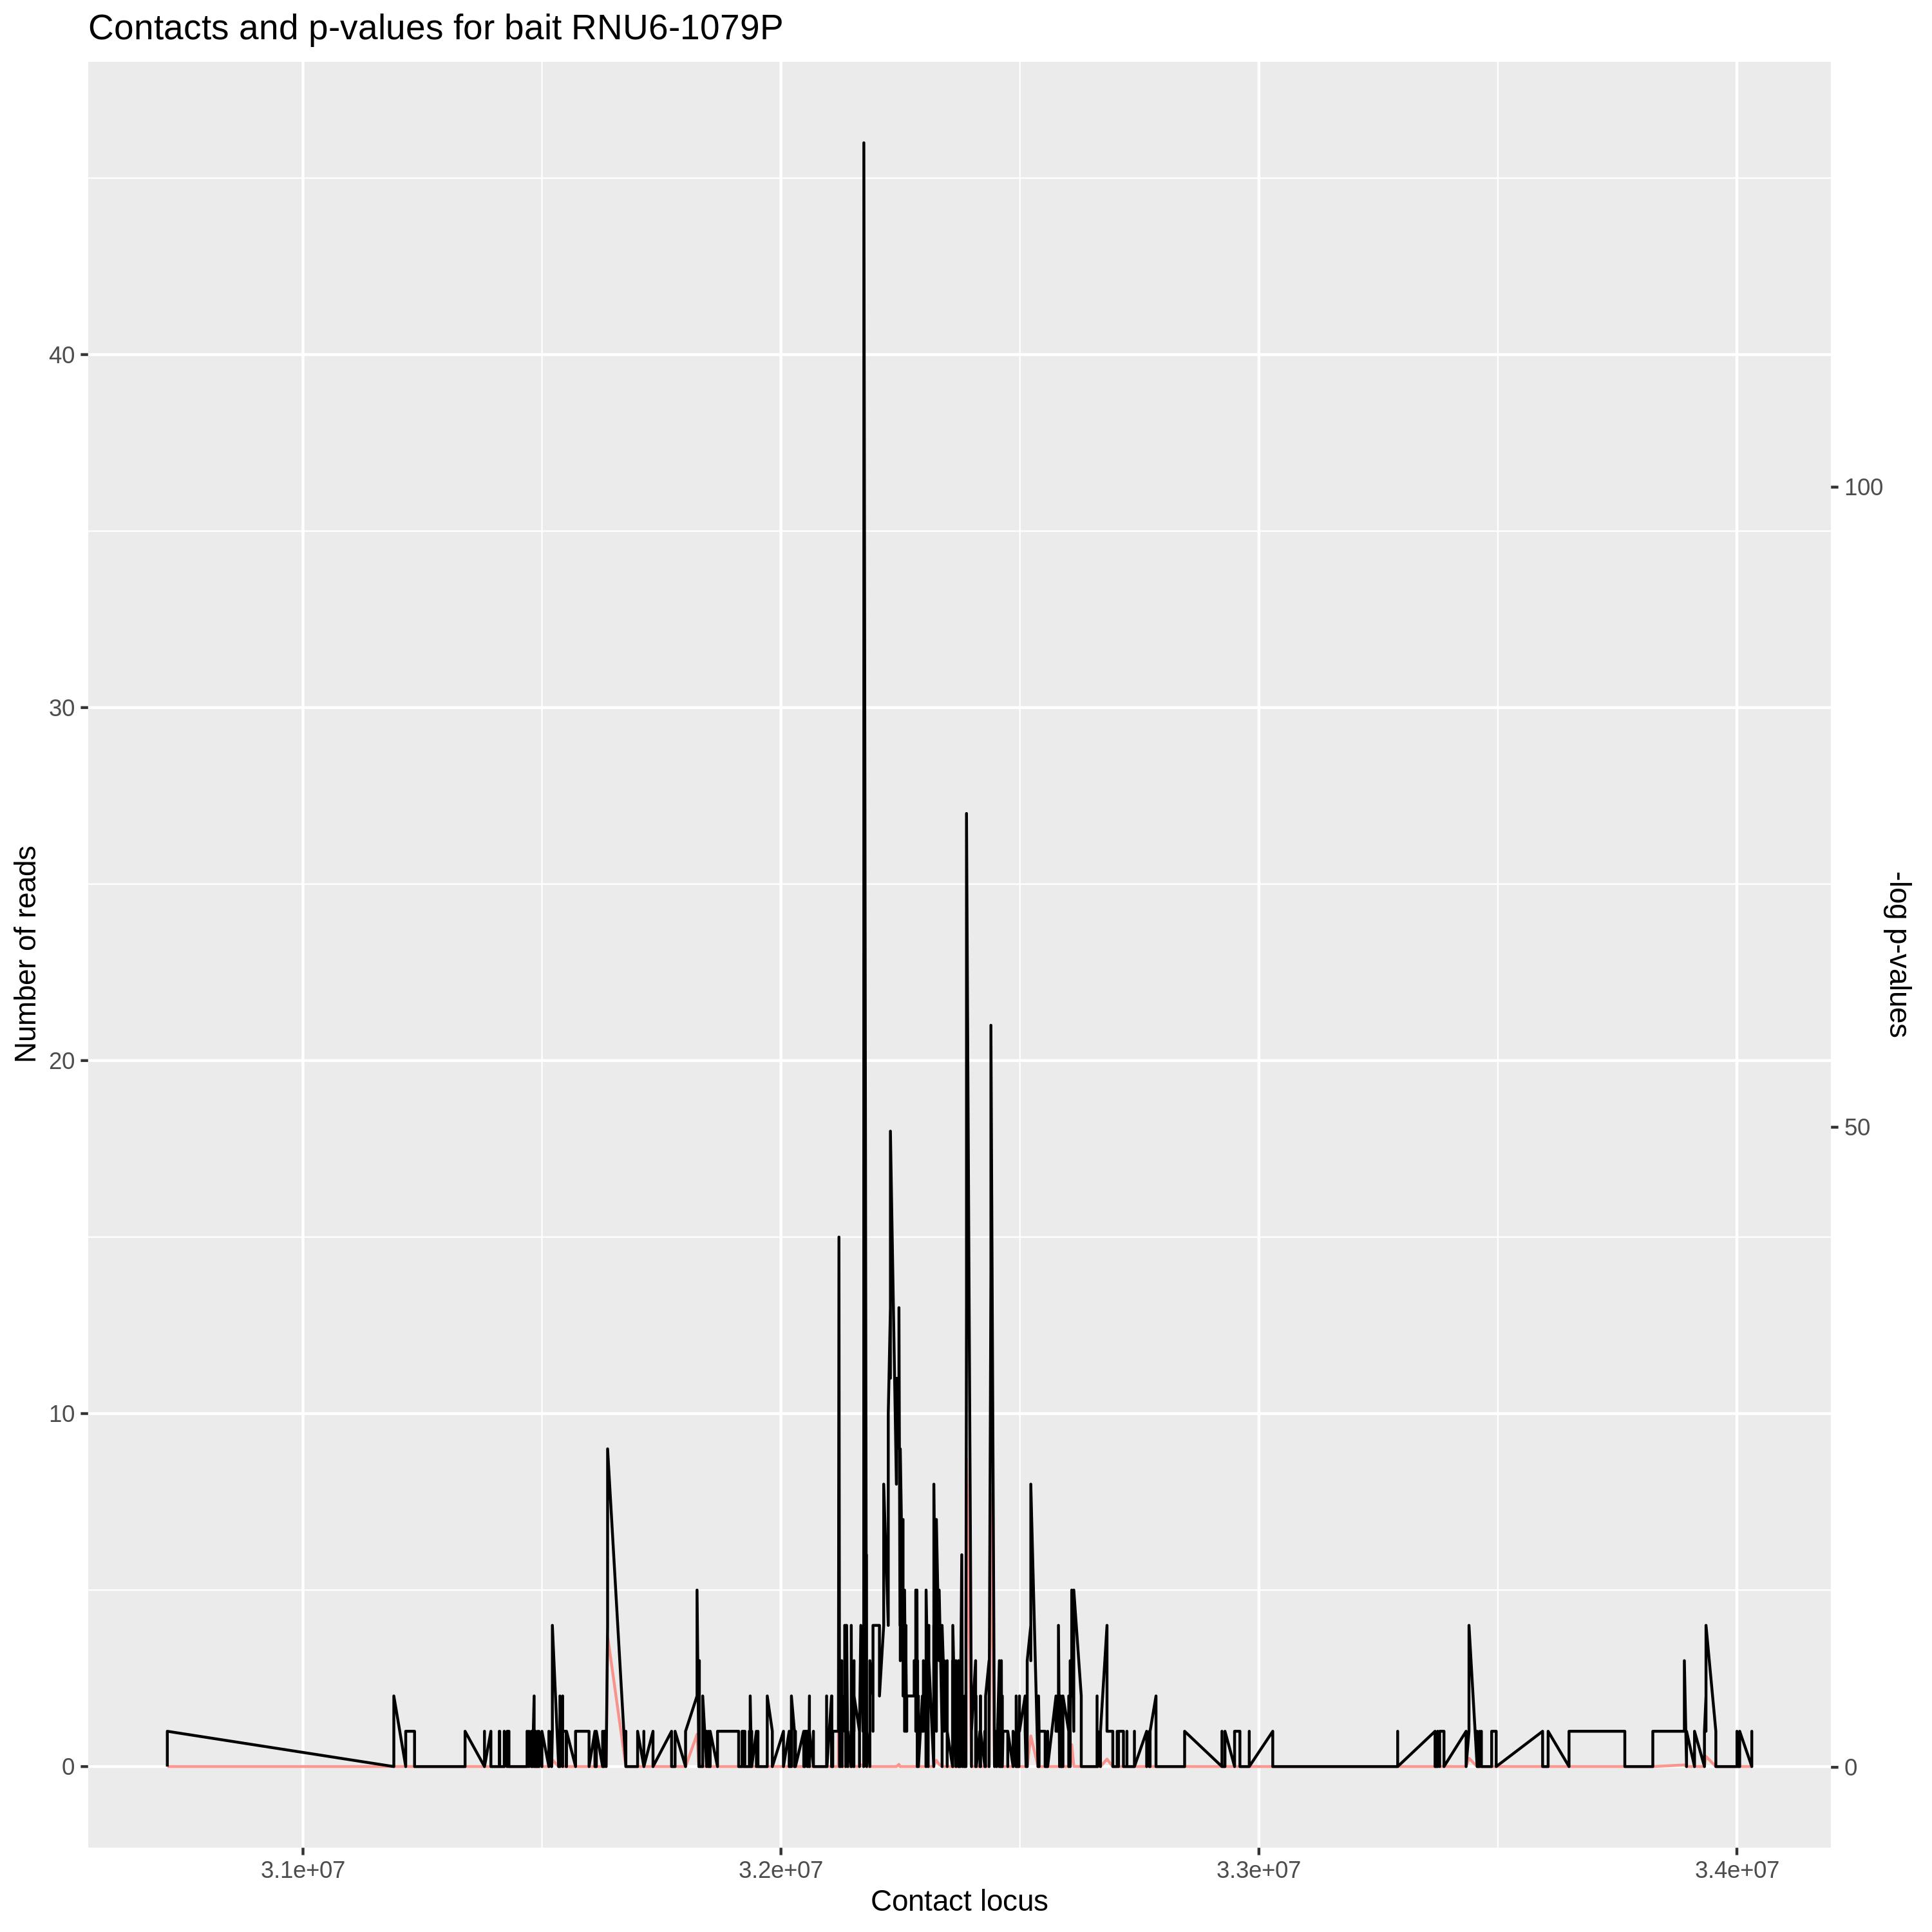 Contacts and p-values for bait RNU6-1079P
Number of reads
40
30
20
10
0
100
50
0
-log p-values
3.1e+07
3.2e+07
3.3e+07
3.4e+07
Contact locus